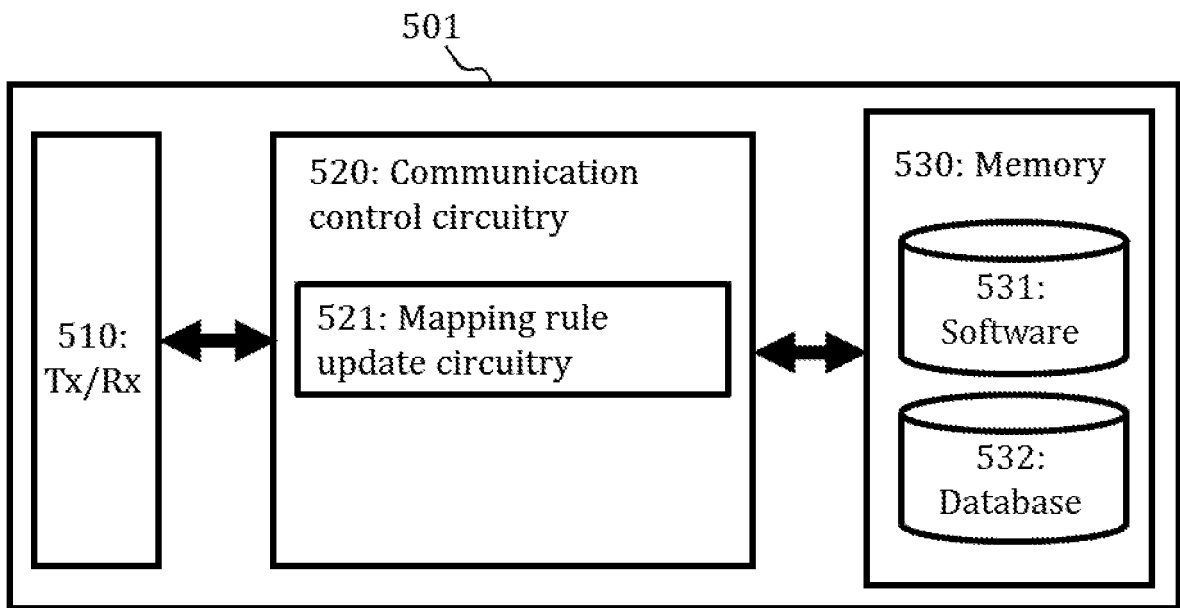 501
510:
Tx/Rx
520: Communication
control circuitry
521: Mapping rule
update circuitry
530: Memory
531:
Software
532:
Database